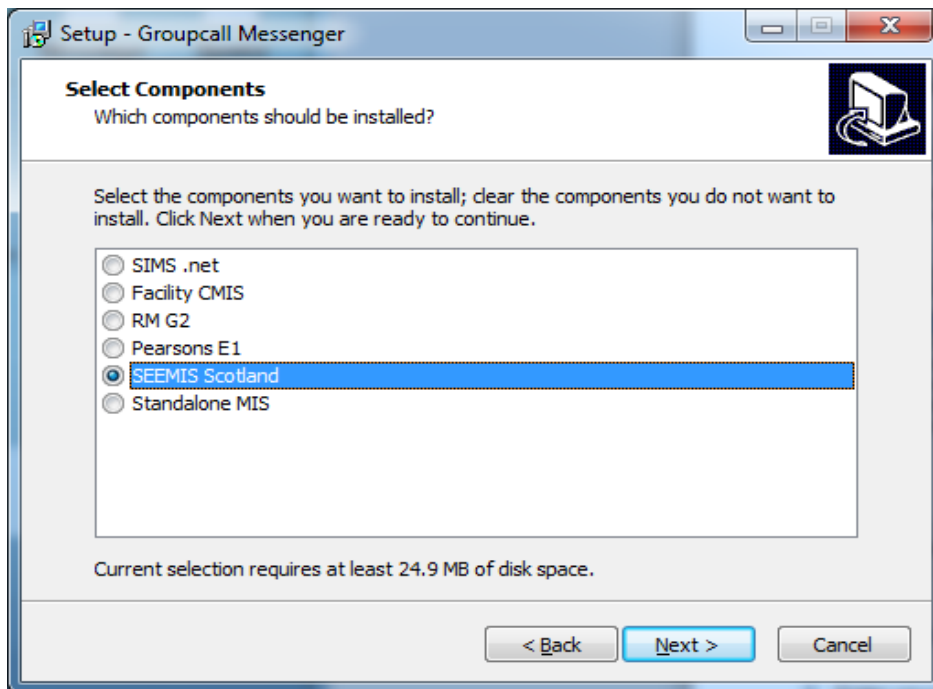 Setup - Groupcall Messenger
Select Components
Which components should be installed?
Select the components you want to install; clear the components you do not want to
install. Click Next when you are ready to continue.
SIMS .net
Facility CMIS
RM G2
Pearsons E1
SEEMIS Scotland
Standalone MIS
Current selection requires at least 24.9 MB of disk space.
< Back Next > Cancel